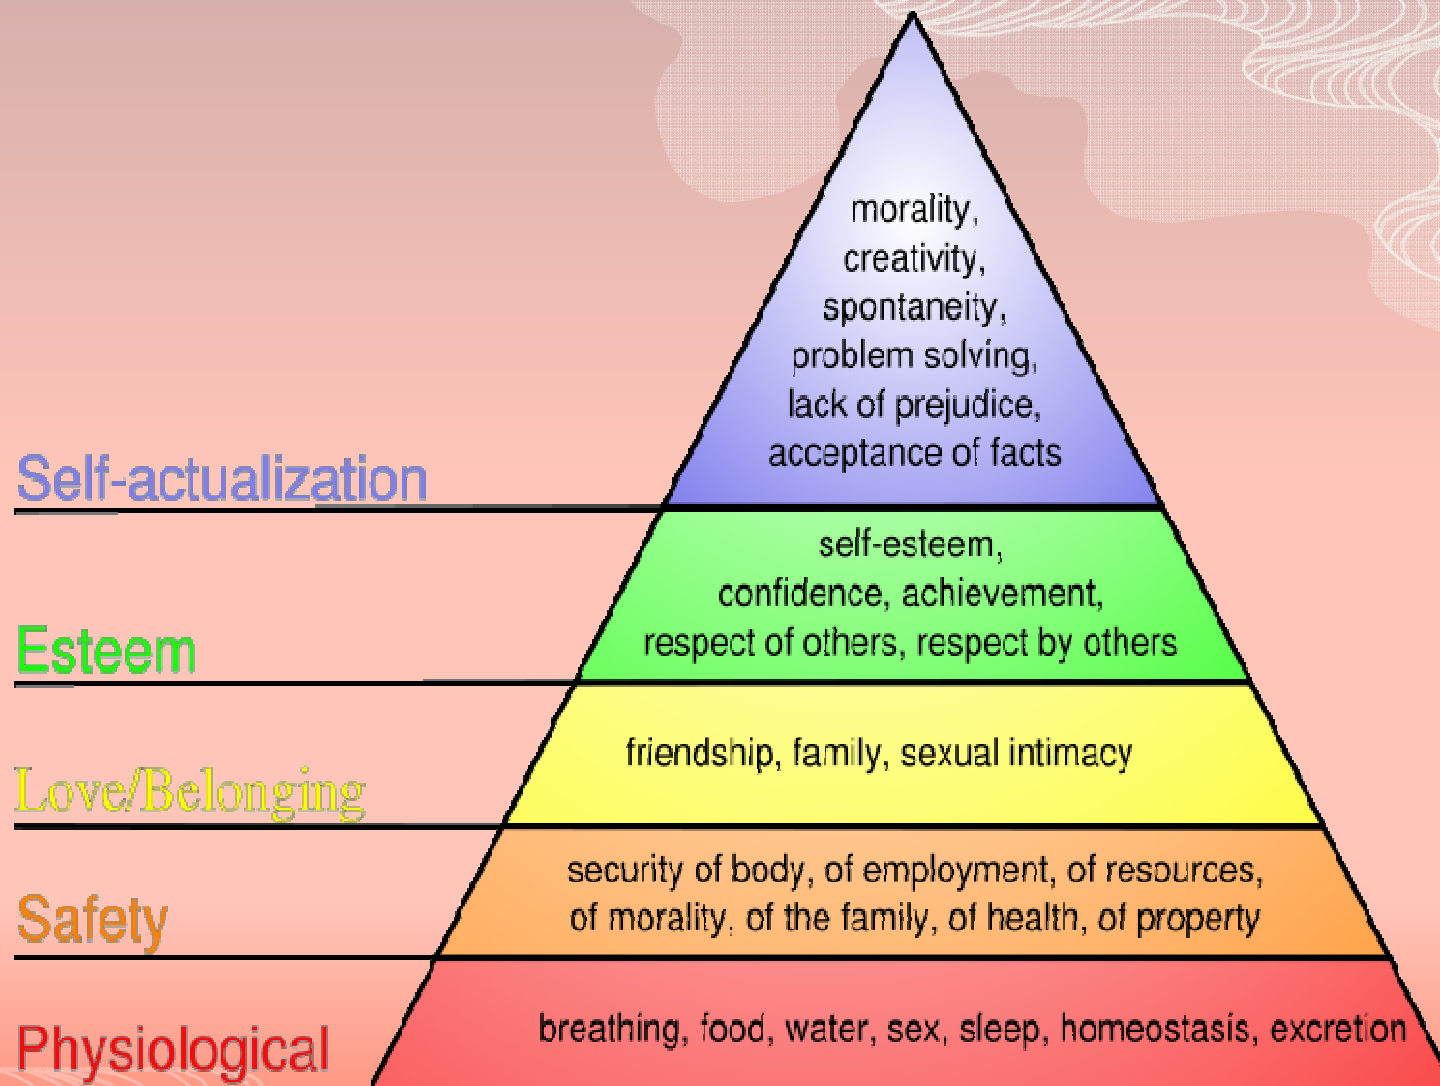 morality,
creativity,
spontaneity,
problem solving,
lack of prejudice,
acceptance of facts
Self-actualization
self-esteem,
confidence, achievement,
respect of others, respect by others
Esteem
friendship, family, sexual intimacy
Love/Belonging
security of body, of employment, of resources,
of morality, of the family, of health, of property
Safety
breathing, food, water, sex, sleep, homeostasis, excretion
Physiological